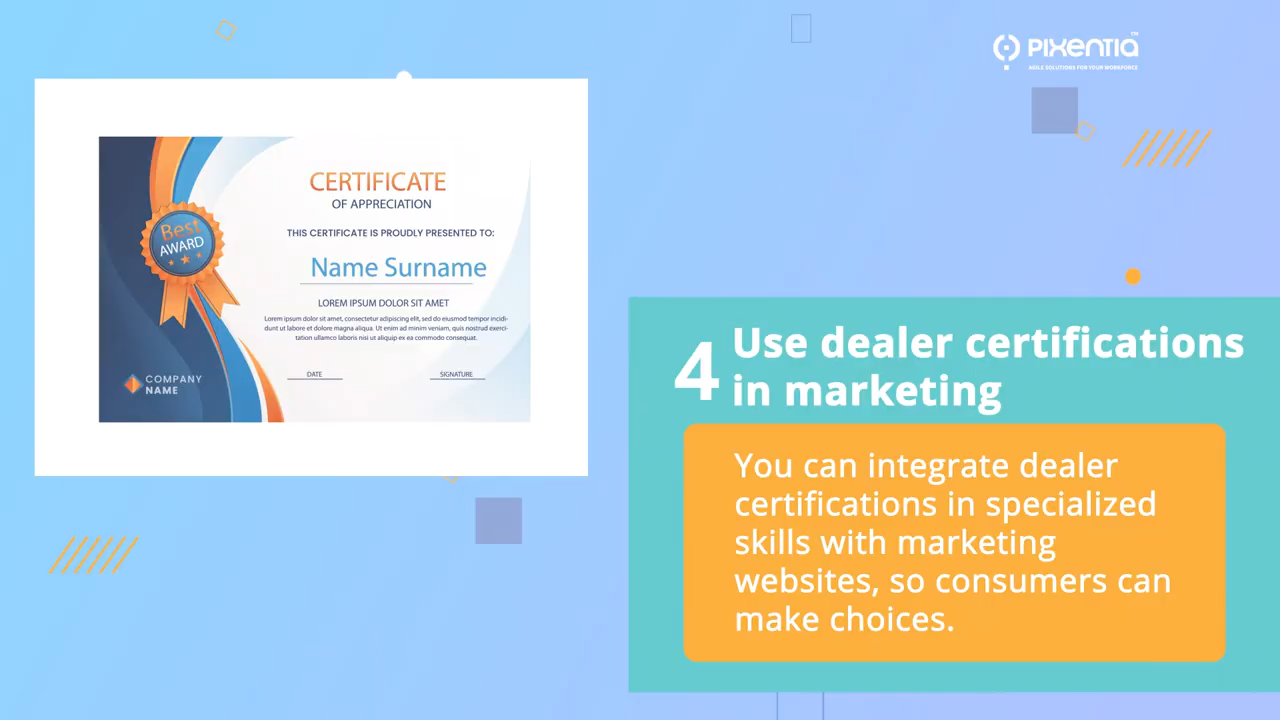 PIXENTIA™
AGILE SOLUTIONS FOR YOUR WORKFORCE
CERTIFICATE
OF APPRECIATION
THIS CERTIFICATE IS PROUDLY PRESENTED TO:
Name Surname
LOREM IPSUM DOLOR SIT AMET
Lorem ipsum dolor sit amet, consectetur adipiscing elit, sed do eiusmod tempor incidi-
dunt ut labore et dolore magna aliqua. Ut enim ad minim veniam, quis nostrud exerci-
tation ullamco laboris nisi ut aliquip ex ea commodo consequat.
DATE
SIGNATURE
Best
AWARD
COMPANY
NAME
4
Use dealer certifications
in marketing
You can integrate dealer
certifications in specialized
skills with marketing
websites, so consumers can
make choices.